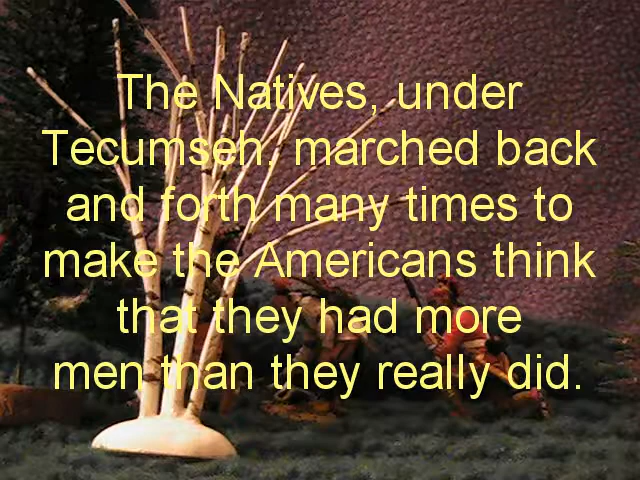 The Natives, under
Tecumseh, marched back
and forth many times to
make the Americans think
that they had more
men than they really did.